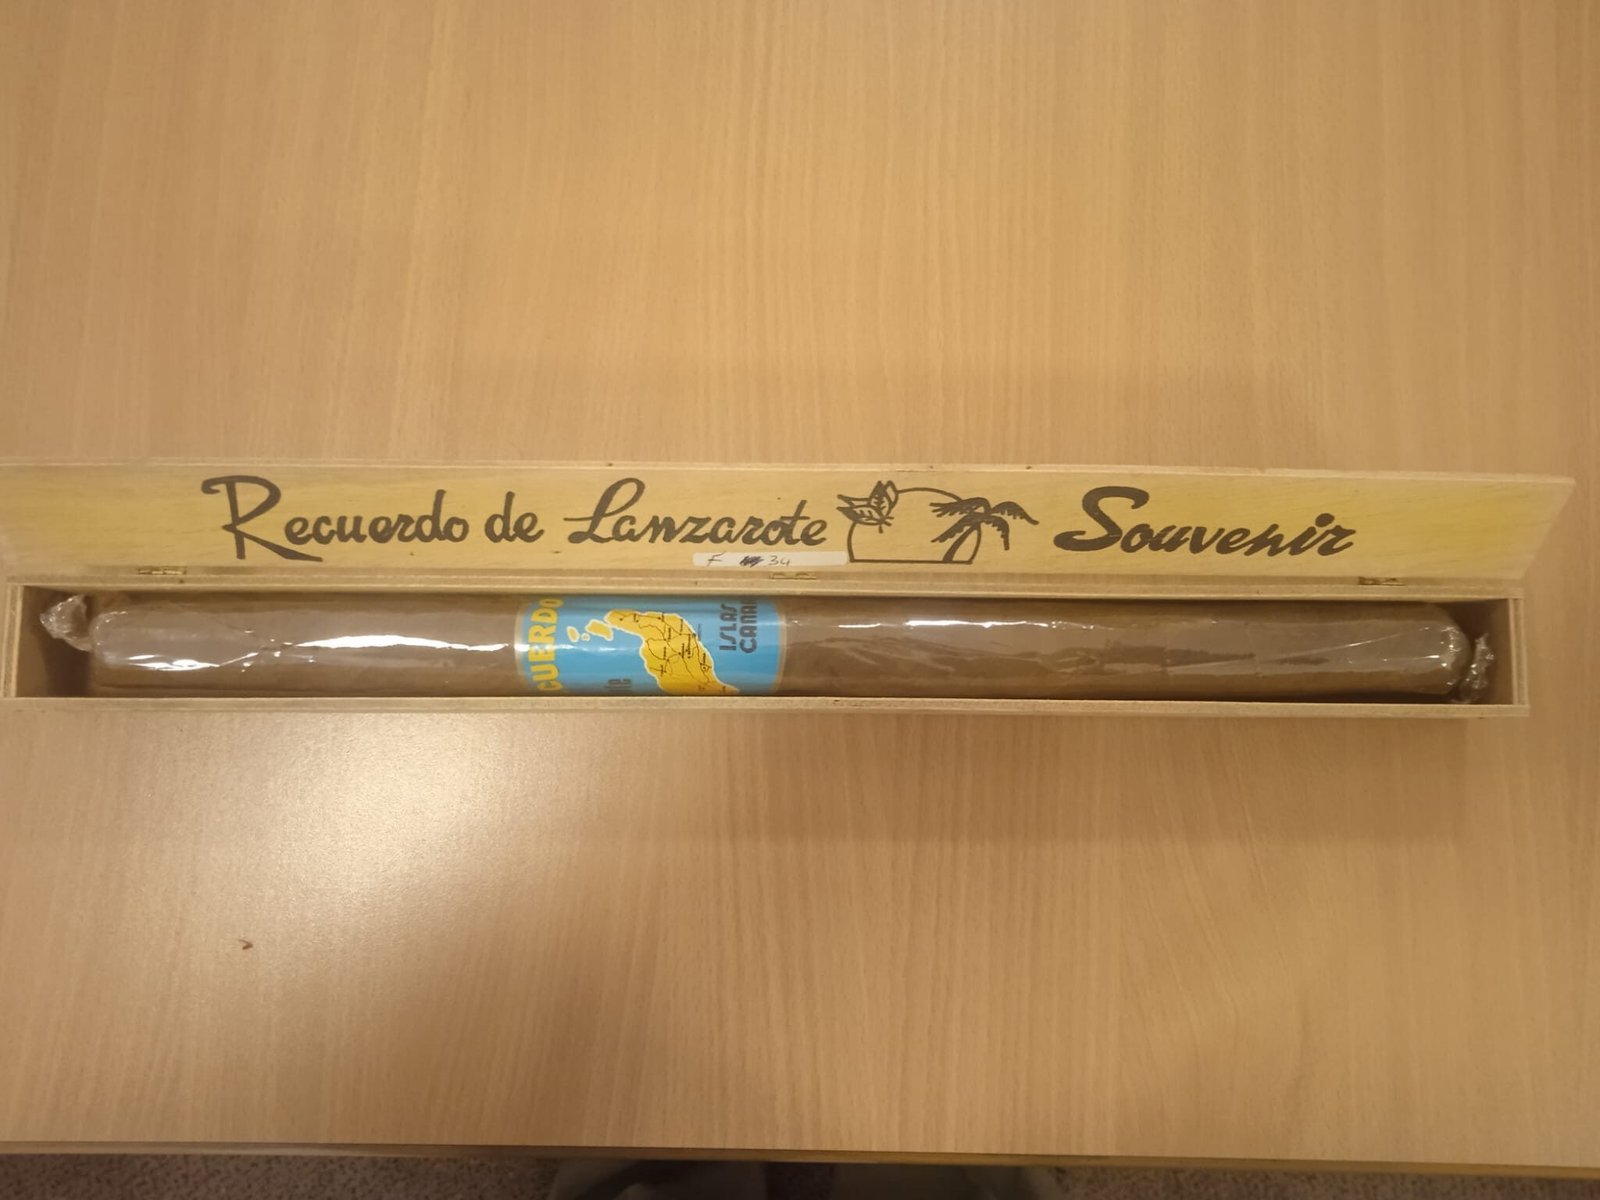 Recuerdo de Lanzarote Souvenir
F 34
CUERDO
ISLAS
CANA